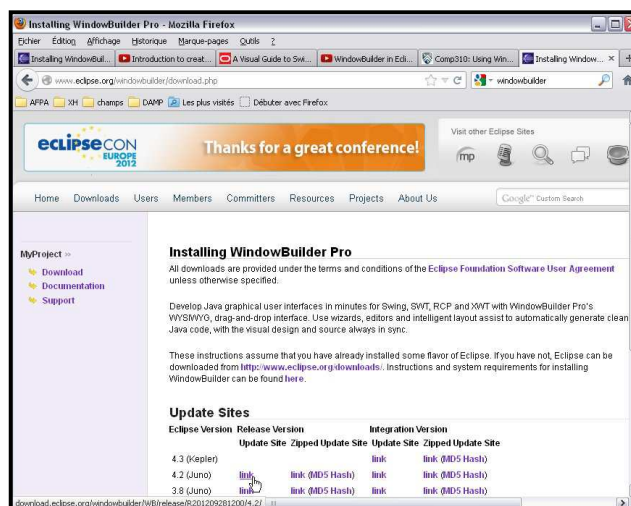 Installing WindowBuilder Pro - Mozilla Firefox
Fichier Édition Affichage Historique Marque-pages Outils ?
Installing WindowBuil... Introduction to creat... A Visual Guide to Swi... WindowBuilder in Ecli... Comp310: Using Win... Installing Window... × +
www.eclipse.org/windowbuilder/download.php windowbuilder
AFPA XH champs DAMP Les plus visités Débuter avec Firefox
eclipseCON
EUROPE
2012
Thanks for a great conference!
Visit other Eclipse Sites
mp
Home Downloads Users Members Committers Resources Projects About Us Google™ Custom Search
MyProject »
Download
Documentation
Support
Installing WindowBuilder Pro
All downloads are provided under the terms and conditions of the Eclipse Foundation Software User Agreement
unless otherwise specified.
Develop Java graphical user interfaces in minutes for Swing, SWT, RCP and XWT with WindowBuilder Pro's
WYSIWYG, drag-and-drop interface. Use wizards, editors and intelligent layout assist to automatically generate clean
Java code, with the visual design and source always in sync.
These instructions assume that you have already installed some flavor of Eclipse. If you have not, Eclipse can be
downloaded from http://www.eclipse.org/downloads/. Instructions and system requirements for installing
WindowBuilder can be found here.
Update Sites
Eclipse Version Release Version Integration Version
Update Site Zipped Update Site Update Site Zipped Update Site
4.3 (Kepler) link link (MD5 Hash)
4.2 (Juno) link link (MD5 Hash) link link (MD5 Hash)
3.8 (Juno) link link (MD5 Hash) link link (MD5 Hash)
download.eclipse.org/windowbuilder/WB/release/R201209281200/4.2/